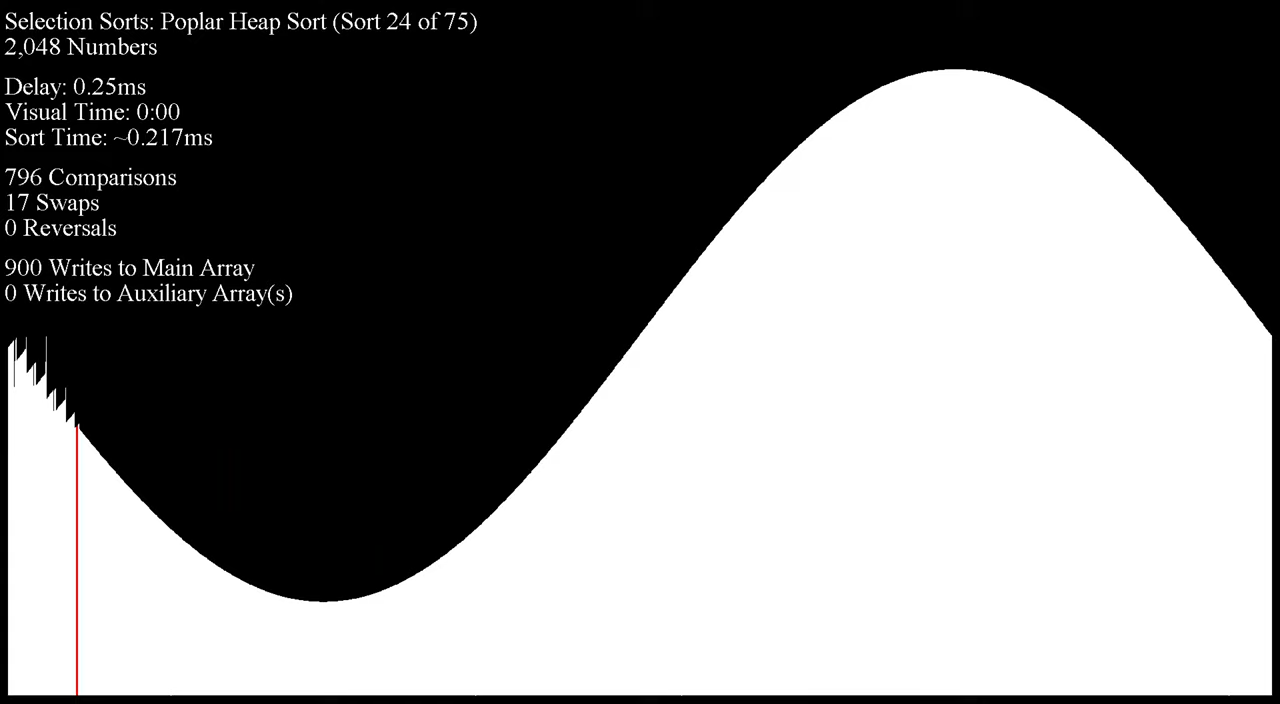 Selection Sorts: Poplar Heap Sort (Sort 24 of 75)
2,048 Numbers
Delay: 0.25ms
Visual Time: 0:00
Sort Time: ~0.217ms
796 Comparisons
17 Swaps
0 Reversals
900 Writes to Main Array
0 Writes to Auxiliary Array(s)